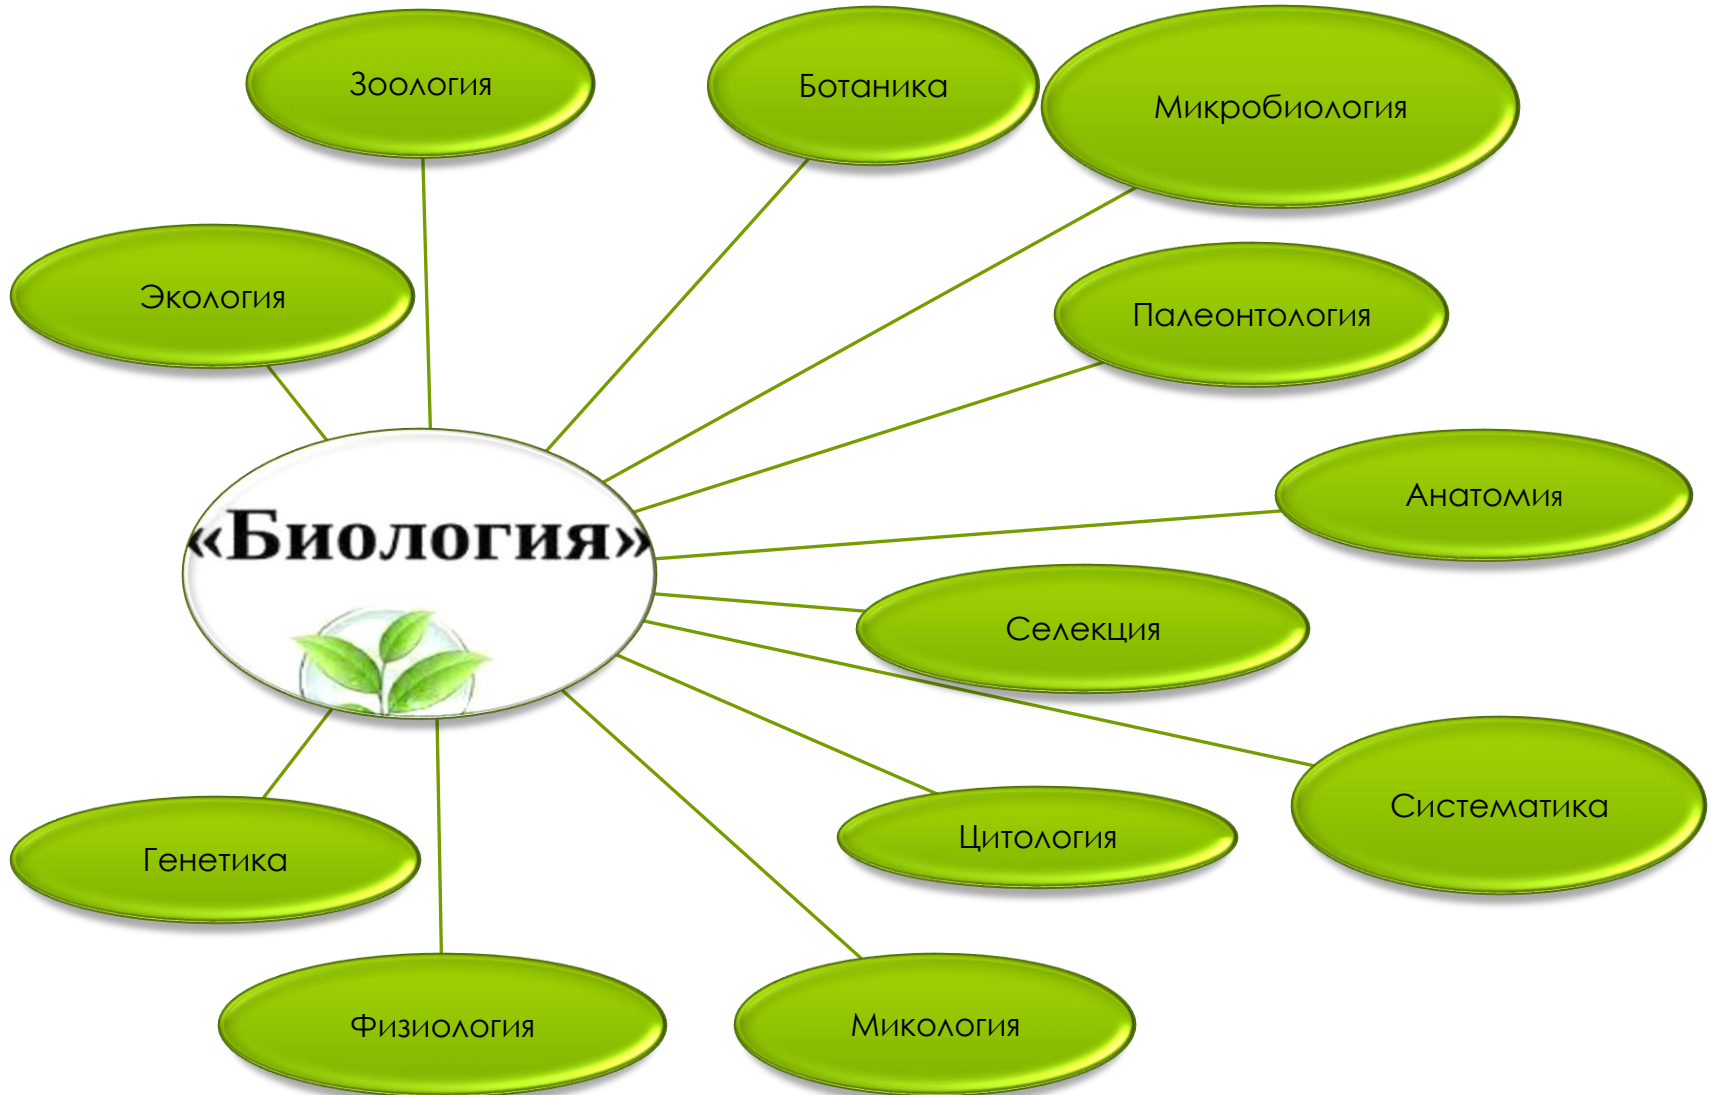 Зоология
Ботаника
Микробиология
Экология
Палеонтология
Анатомия
«Биология»
Селекция
Систематика
Цитология
Генетика
Физиология
Микология